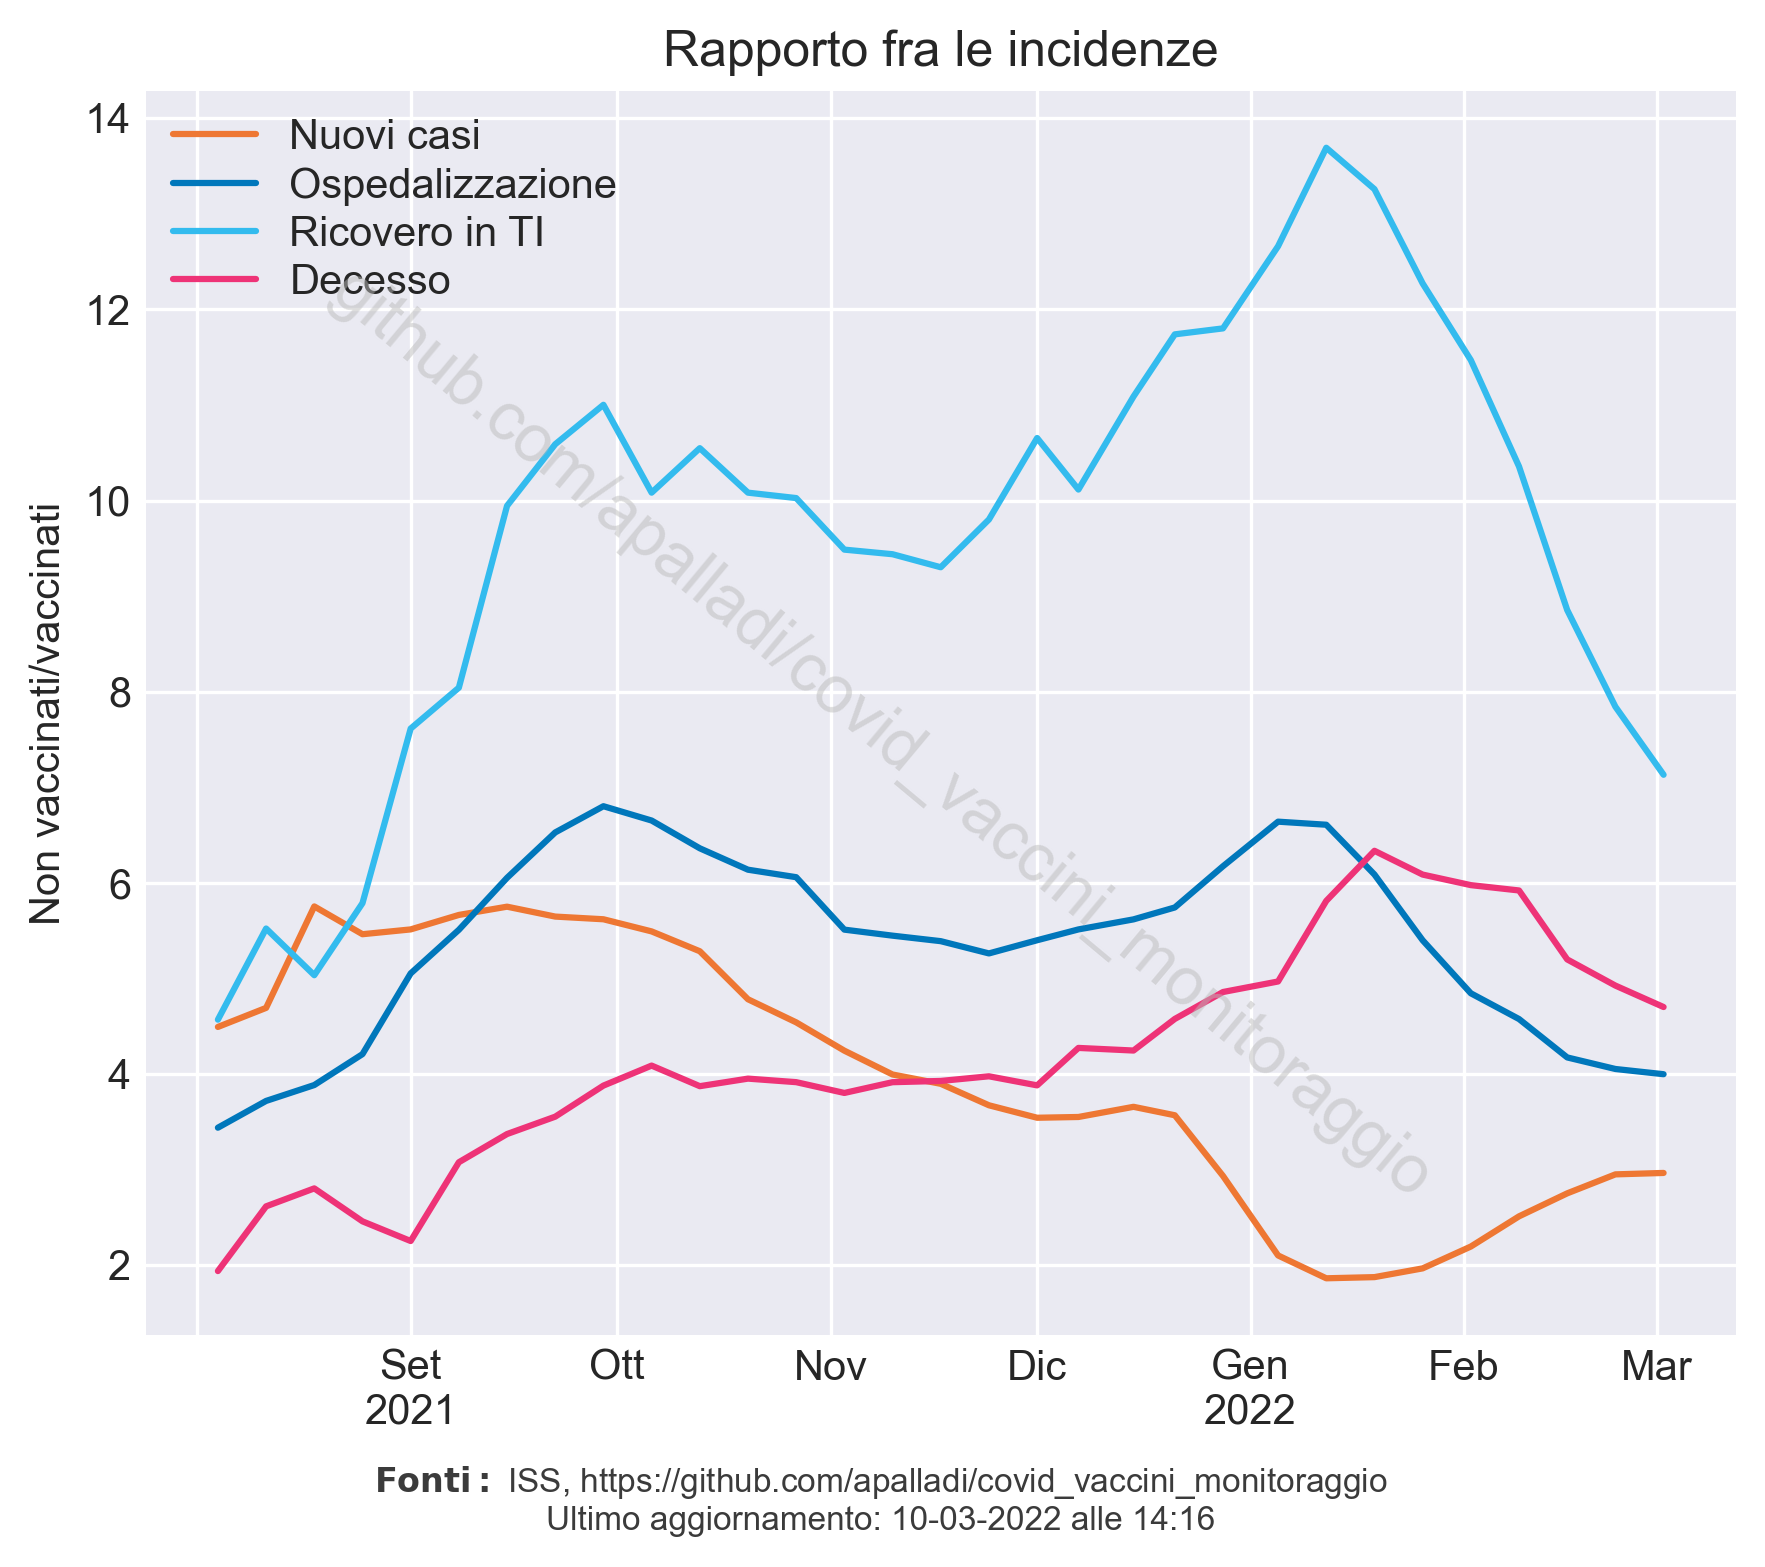 Rapporto fra le incidenze
14
12
10
8
6
4
2
Non vaccinati/vaccinati
Nuovi casi
Ospedalizzazione
Ricovero in TI
Decesso
github.com/apalladi/covid_vaccini_monitoraggio
Set Ott Nov Dic Gen Feb Mar
2021 2022
Fonti: ISS, https://github.com/apalladi/covid_vaccini_monitoraggio
Ultimo aggiornamento: 10-03-2022 alle 14:16